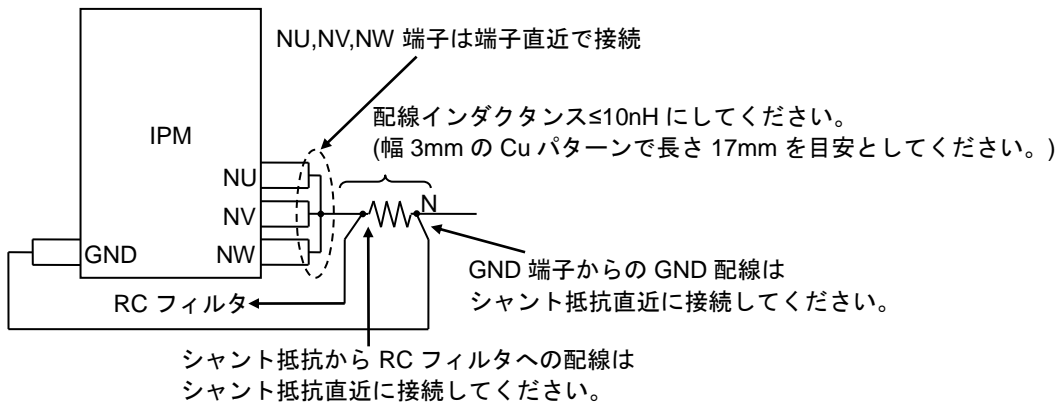 NU,NV,NW 端子は端子直近で接続
配線インダクタンス≤10nH にしてください。
(幅 3mm の Cu パターンで長さ 17mm を目安としてください。)
IPM
NU
NV
NW
GND
N
GND 端子からの GND 配線は
シャント抵抗直近に接続してください。
RC フィルタ
シャント抵抗から RC フィルタへの配線は
シャント抵抗直近に接続してください。